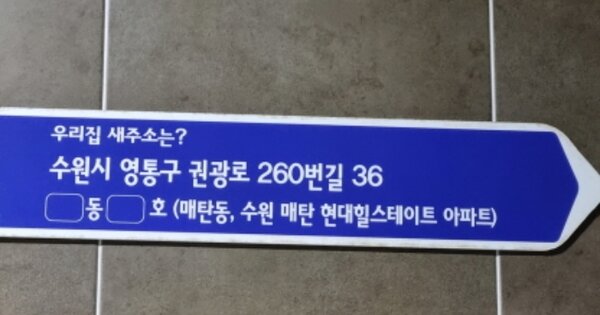 우리집 새주소는?
수원시 영통구 권광로 260번길 36
동 호 (매탄동, 수원 매탄 현대힐스테이트 아파트)